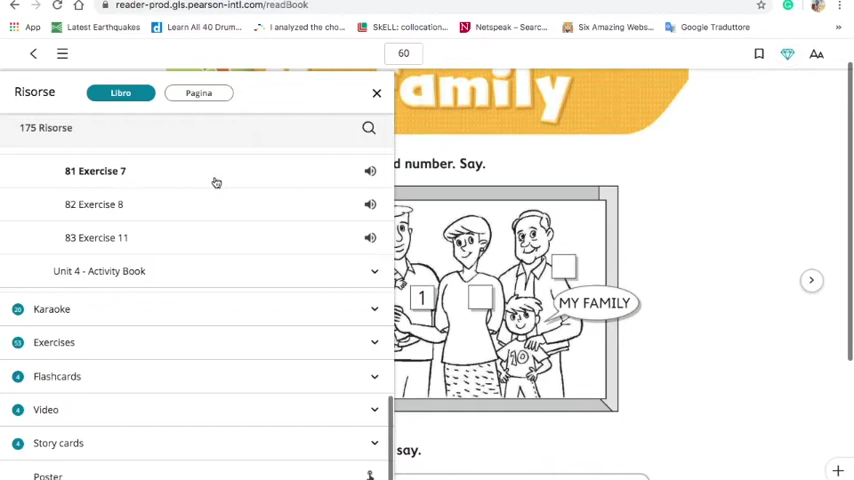 reader-prod.gls.pearson-intl.com/readBook
App Latest Earthquakes Learn All 40 Drum... I analyzed the cho... SkELL: collocation... Netspeak – Searc... Six Amazing Webs... Google Traduttore
60 AA
Risorse Libro Pagina
175 Risorse
81 Exercise 7
82 Exercise 8
83 Exercise 11
Unit 4 - Activity Book
20 Karaoke
53 Exercises
4 Flashcards
4 Video
4 Story cards
Poster
amily
d number. Say.
1
MY FAMILY
10
say.